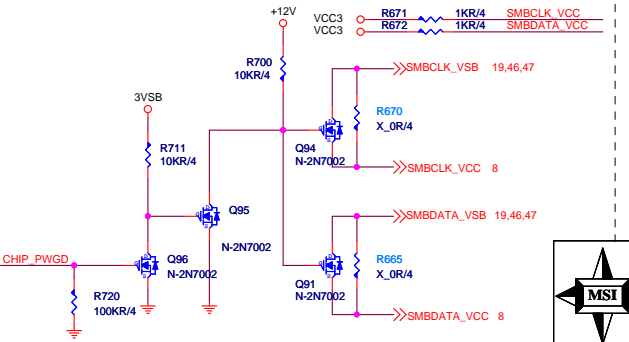 +12V
VCC3 R671 1KR/4 SMBCLK_VCC
VCC3 R672 1KR/4 SMBDATA_VCC
R700
10KR/4
SMBCLK_VSB 19,46,47
3VSB
R670
X_0R/4
R711
10KR/4
Q94
N-2N7002
SMBCLK_VCC 8
Q95
N-2N7002
SMBDATA_VSB 19,46,47
CHIP_PWGD
Q96
N-2N7002
R665
X_0R/4
Q91
N-2N7002
R720
100KR/4
SMBDATA_VCC 8
MSI